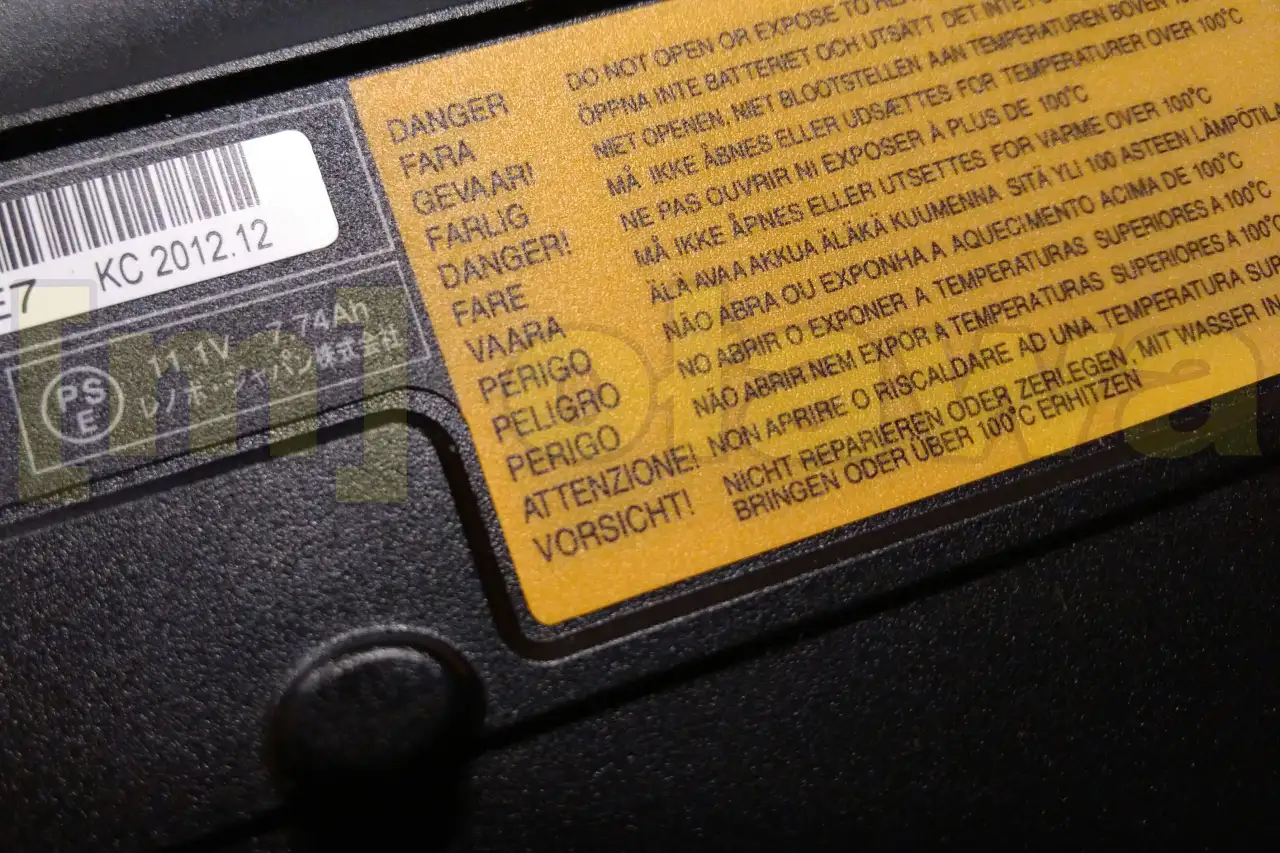 E7
KC 2012.12
PS
E
11.1V 7.74Ah
レノボ・ジャパン株式会社
DANGER DO NOT OPEN OR EXPOSE TO
FARA ÖPPNA INTE BATTERIET OCH UTSÄTT DET INTE
GEVAAR! NIET OPENEN, NIET BLOOTSTELLEN AAN TEMPERATUREN BOVEN
FARLIG MÅ IKKE ÅBNES ELLER UDSÆTTES FOR TEMPERATURER OVER 100°C
DANGER! NE PAS OUVRIR NI EXPOSER À PLUS DE 100°C
FARE MÅ IKKE ÅPNES ELLER UTSETTES FOR VARME OVER 100°C
VAARA ÄLÄ AVAA AKKUA ÄLÄKÄ KUUMENNA SITÄ YLI 100 ASTEEN
PERIGO NÃO ABRA OU EXPONHA A AQUECIMENTO ACIMA DE 100°C
PELIGRO NO ABRIR O EXPONER A TEMPERATURAS SUPERIORES A 100°C
PERIGO NÃO ABRIR NEM EXPOR A TEMPERATURAS SUPERIORES A 100°C
ATTENZIONE! NON APRIRE O RISCALDARE AD UNA TEMPERATURA
VORSICHT! NICHT REPARIEREN ODER ZERLEGEN, MIT WASSER IN
BRINGEN ODER ÜBER 100°C ERHITZEN